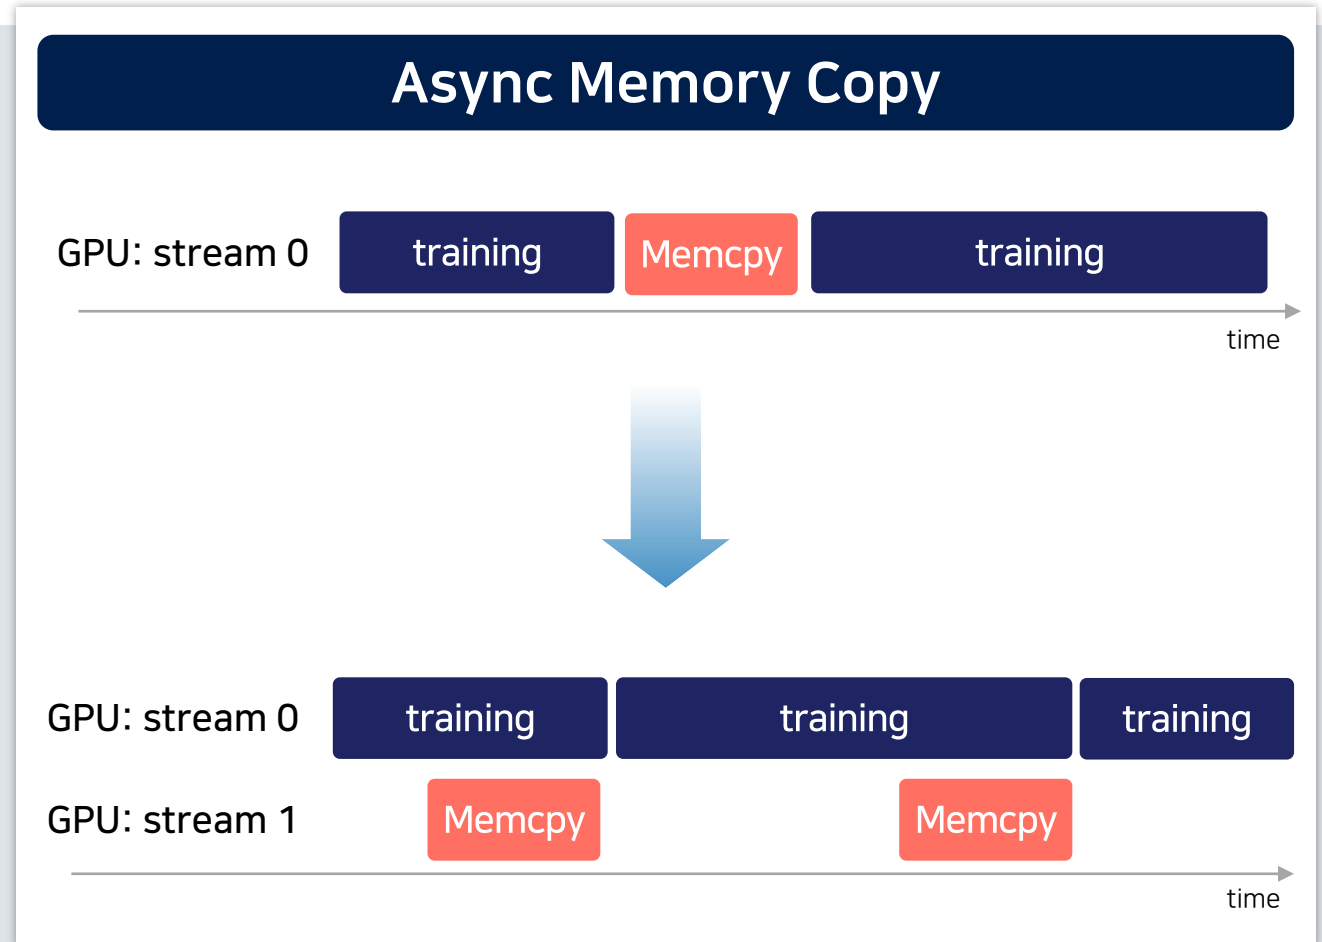 Async Memory Copy
GPU: stream 0 training Memcpy training
time
GPU: stream 0 training training training
GPU: stream 1 Memcpy Memcpy
time